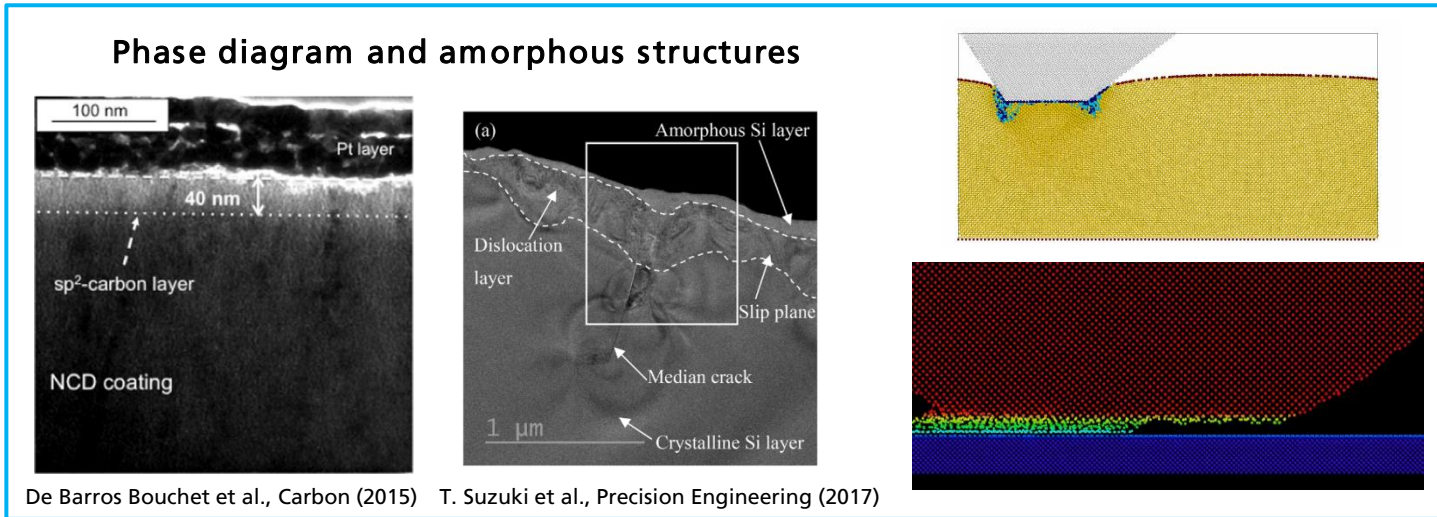 Phase diagram and amorphous structures
100 nm
Pt layer
40 nm
sp²-carbon layer
NCD coating
(a)
Amorphous Si layer
Dislocation
layer
Slip plane
Median crack
1 μm
Crystalline Si layer
De Barros Bouchet et al., Carbon (2015)
T. Suzuki et al., Precision Engineering (2017)